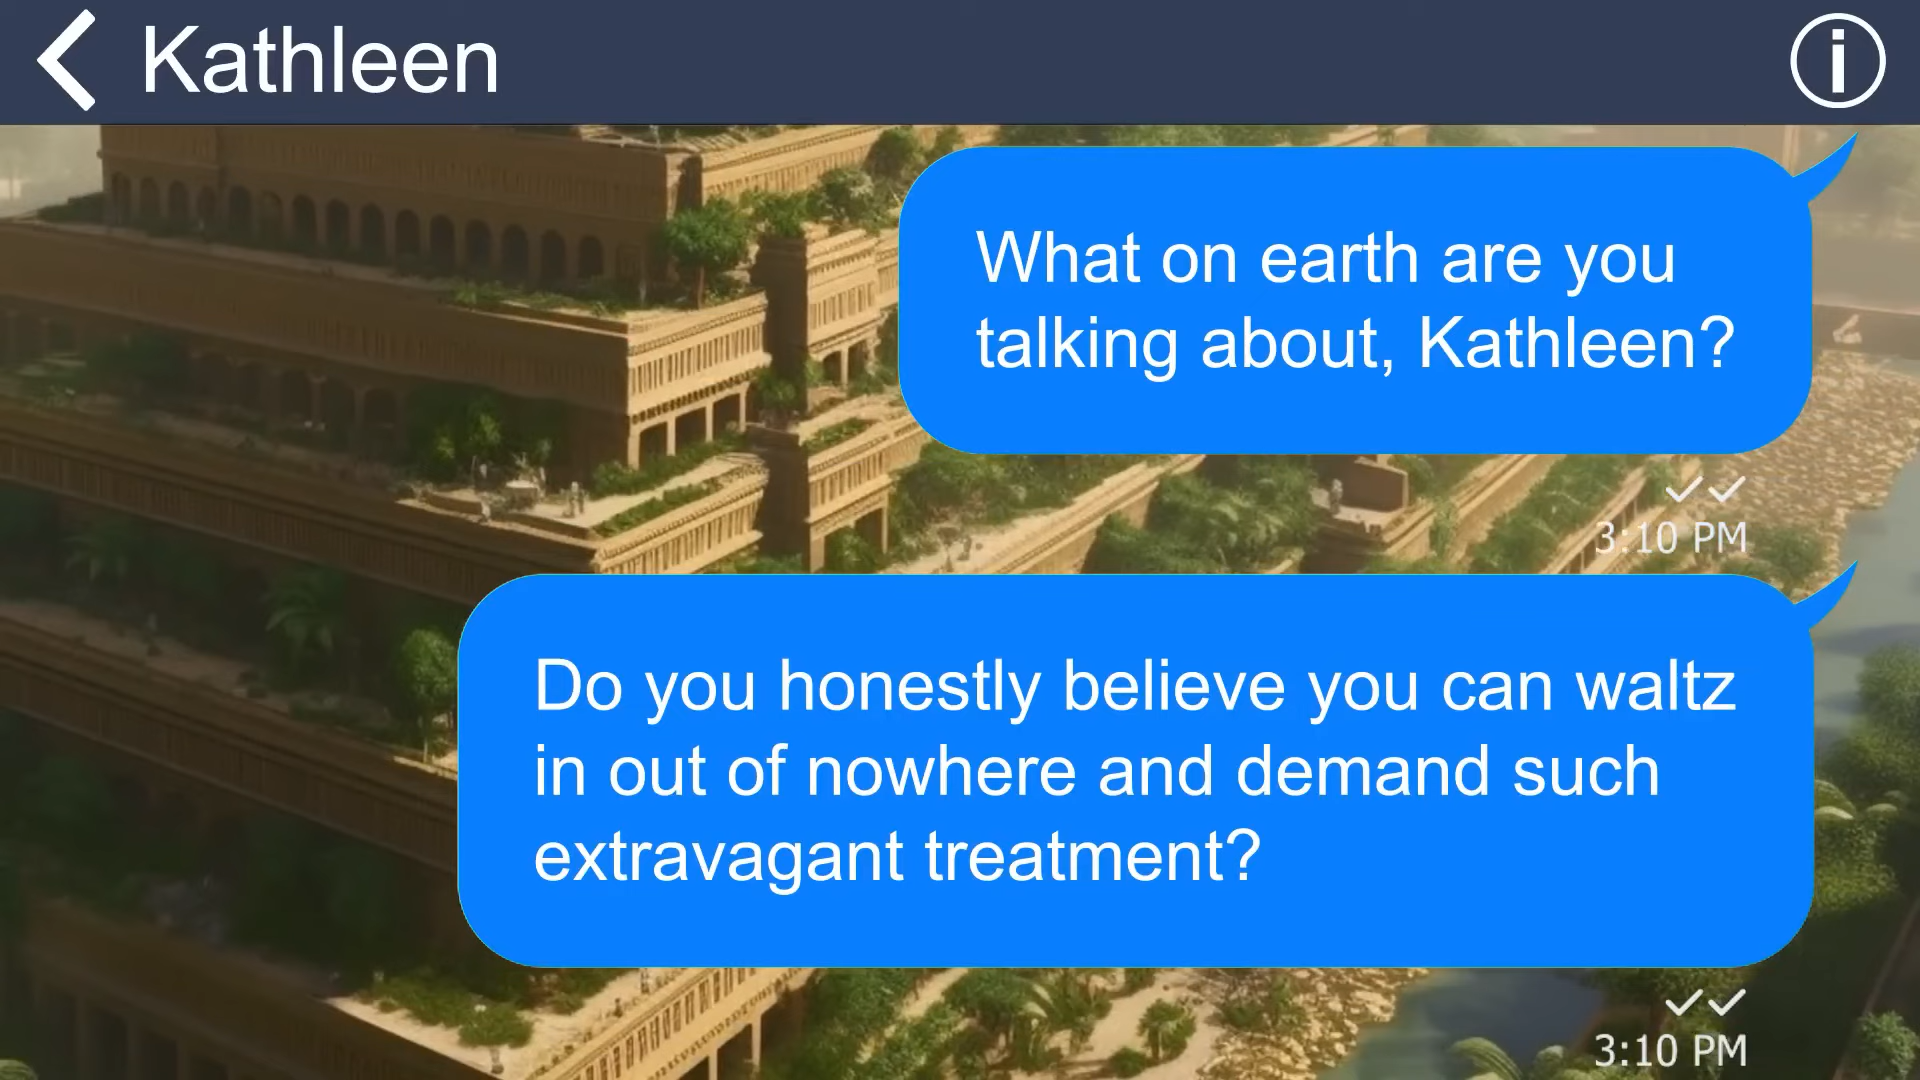 Kathleen
What on earth are you
talking about, Kathleen?
3:10 PM
Do you honestly believe you can waltz
in out of nowhere and demand such
extravagant treatment?
3:10 PM